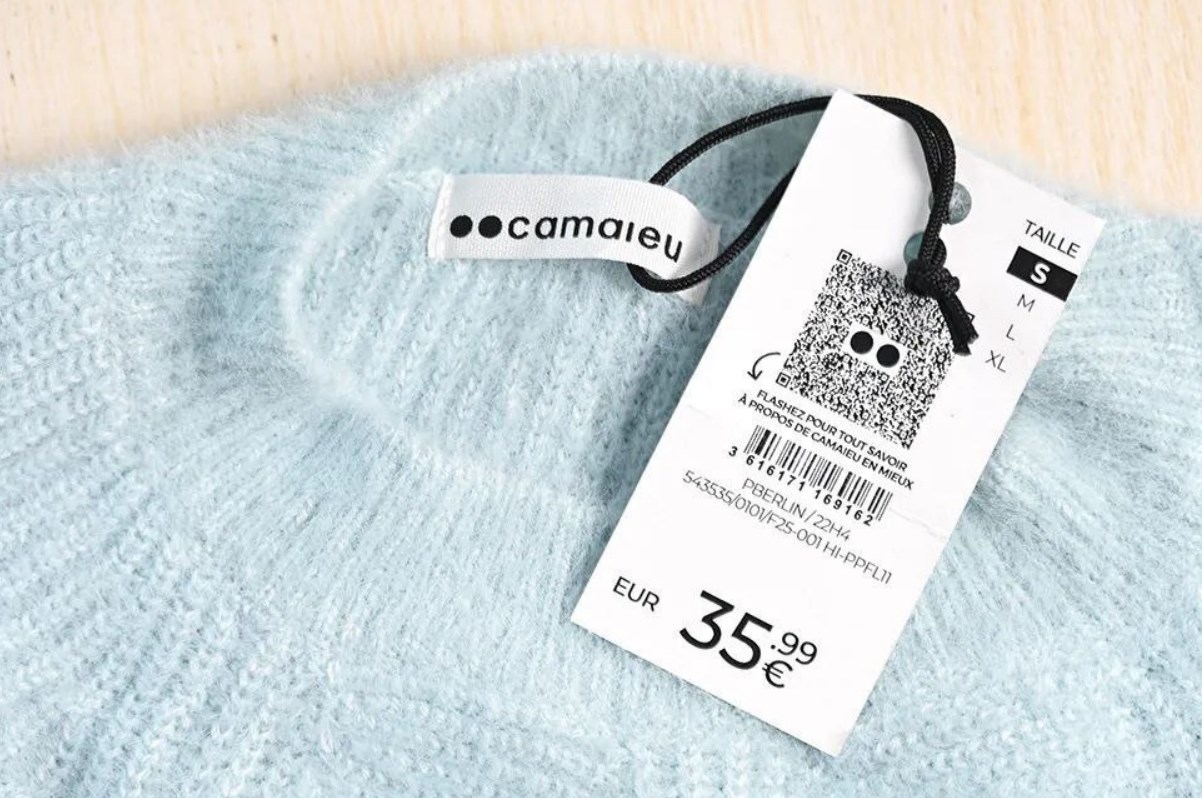 camaieu
TAILLE
S
M
L
XL
FLASHEZ POUR TOUT SAVOIR
À PROPOS DE CAMAIEU EN MIEUX
3 616171 169162
PBERLIN / 22H4
543535/0101/F25-001 HI-PPFL11
EUR 35.99 €